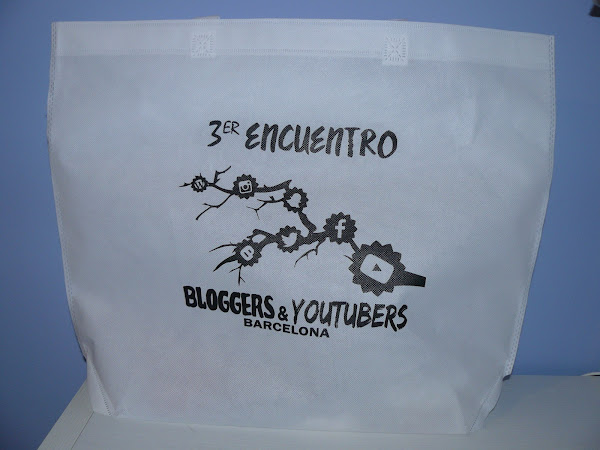 3ER ENCUENTRO
BLOGGERS & YOUTUBERS
BARCELONA